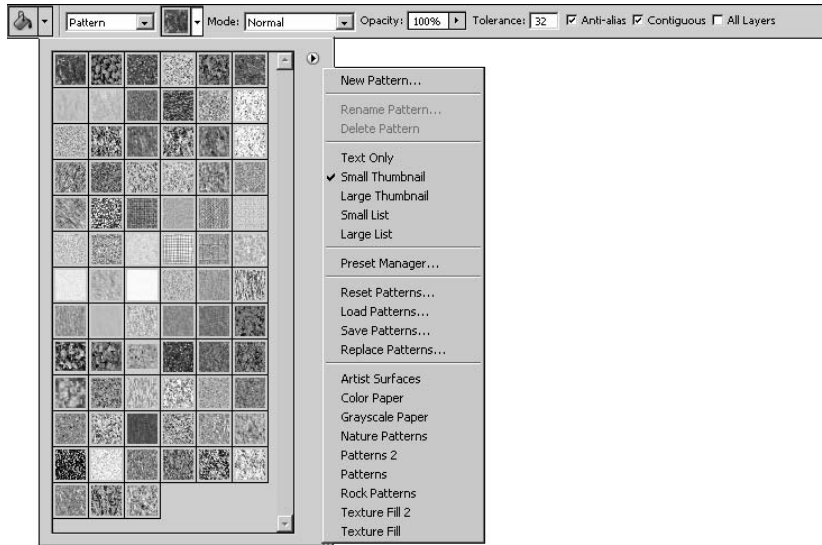 Pattern Mode: Normal Opacity: 100% Tolerance: 32 Anti-alias Contiguous All Layers
New Pattern...
Rename Pattern...
Delete Pattern
Text Only
Small Thumbnail
Large Thumbnail
Small List
Large List
Preset Manager...
Reset Patterns...
Load Patterns...
Save Patterns...
Replace Patterns...
Artist Surfaces
Color Paper
Grayscale Paper
Nature Patterns
Patterns 2
Patterns
Rock Patterns
Texture Fill 2
Texture Fill